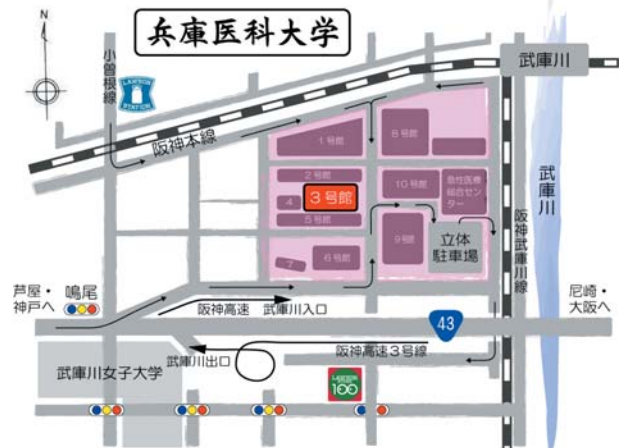 N
兵庫医科大学
武庫川
小曽根線
LAWSON
STATION
阪神本線
1号館
8号館
2号館
10号館
急性医療
総合セン
ター
4
3号館
5号館
9号館
立体
駐車場
7
6号館
武庫川
阪神武庫川線
芦屋・
神戸へ
鳴尾
阪神高速 武庫川入口
43
尼崎・
大阪へ
武庫川出口
阪神高速3号線
武庫川女子大学
LAWSON
STORE
100